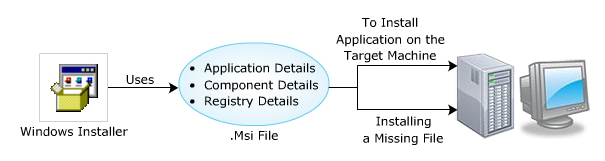 Windows Installer
Uses
• Application Details
• Component Details
• Registry Details
.Msi File
To Install
Application on the
Target Machine
Installing
a Missing File